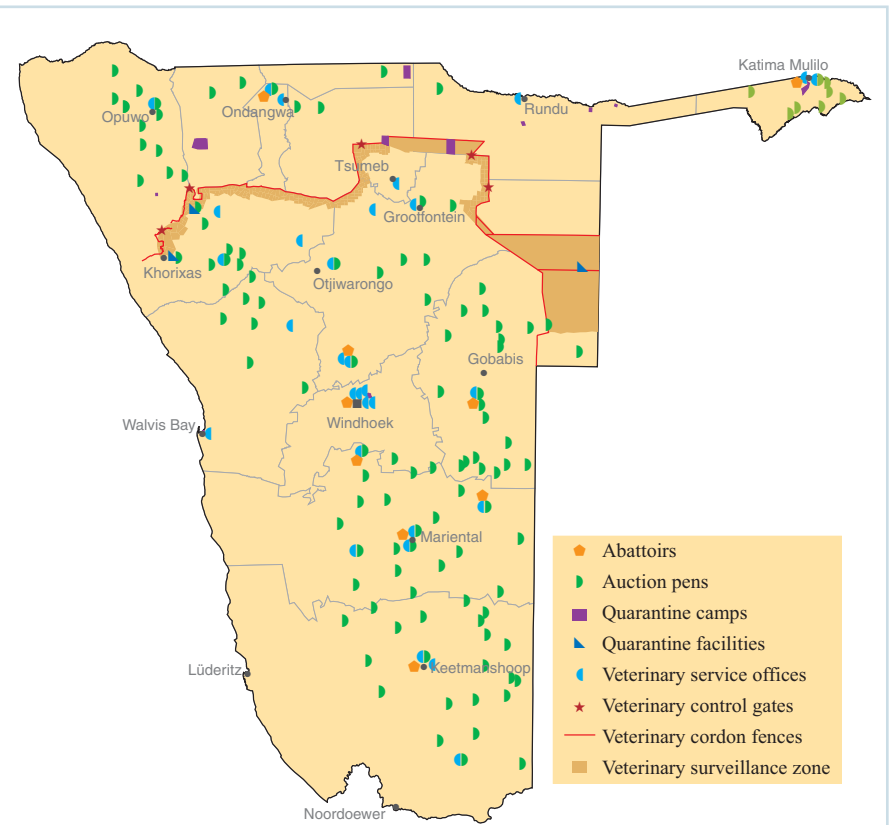 Katima Mulilo
Opuwo
Ondangwa
Rundu
Tsumeb
Grootfontein
Khorixas
Otjiwarongo
Gobabis
Windhoek
Walvis Bay
Mariental
Keetmanshoop
Lüderitz
Noordoewer
Abattoirs
Auction pens
Quarantine camps
Quarantine facilities
Veterinary service offices
Veterinary control gates
Veterinary cordon fences
Veterinary surveillance zone